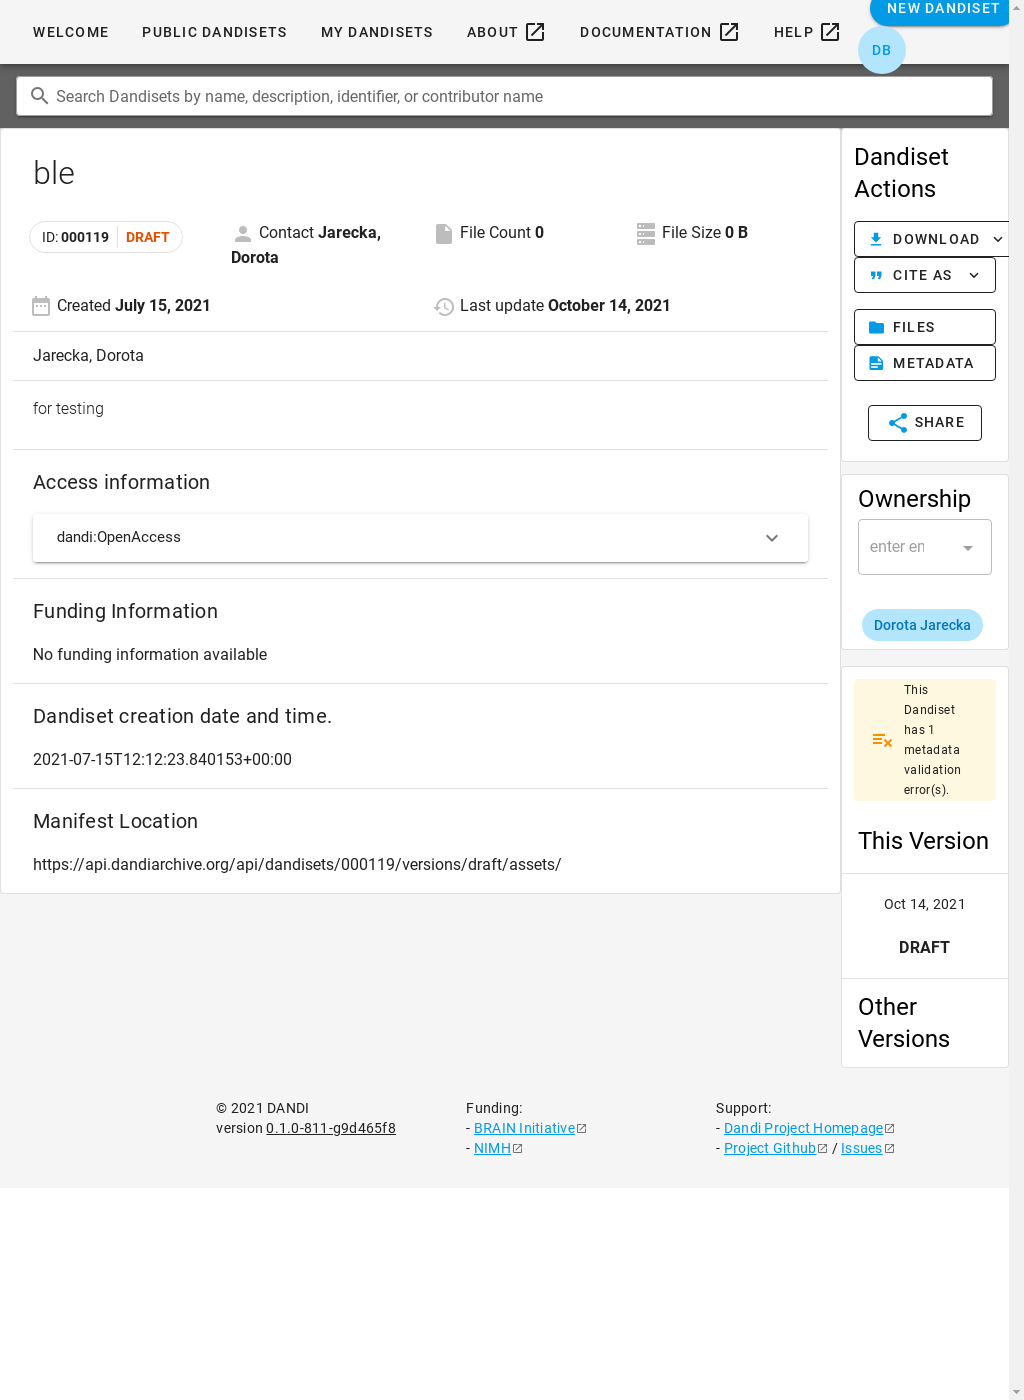 WELCOME
PUBLIC DANDISETS
MY DANDISETS
ABOUT
DOCUMENTATION
HELP
NEW DANDISET
DB
Search Dandisets by name, description, identifier, or contributor name
ble
ID: 000119 DRAFT
Contact Jarecka,
Dorota
File Count 0
File Size 0 B
Created July 15, 2021
Last update October 14, 2021
Jarecka, Dorota
for testing
Access information
dandi:OpenAccess
Funding Information
No funding information available
Dandiset creation date and time.
2021-07-15T12:12:23.840153+00:00
Manifest Location
https://api.dandiarchive.org/api/dandisets/000119/versions/draft/assets/
Dandiset
Actions
DOWNLOAD
CITE AS
FILES
METADATA
SHARE
Ownership
enter
Dorota Jarecka
This
Dandiset
has 1
metadata
validation
error(s).
This Version
Oct 14, 2021
DRAFT
Other
Versions
© 2021 DANDI
version 0.1.0-811-g9d465f8
Funding:
- BRAIN Initiative
- NIMH
Support:
- Dandi Project Homepage
- Project Github / Issues